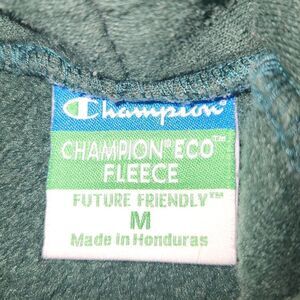 Champion
CHAMPION® ECO™
FLEECE
FUTURE FRIENDLY™
M
Made in Honduras